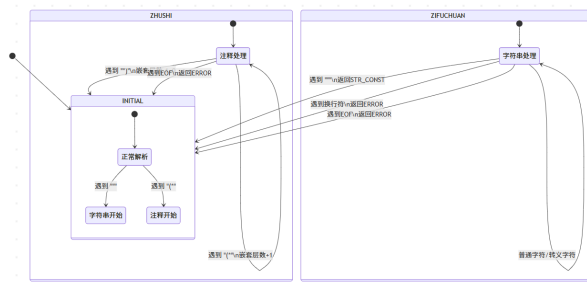 ZHUSHI
ZIFUCHUAN
注释处理
字符串处理
遇到 "*)"\n嵌套
遇到EOF\n返回ERROR
遇到 """\n返回STR_CONST
INITIAL
遇到换行符\n返回ERROR
遇到EOF\n返回ERROR
正常解析
遇到 """
遇到 "(*"
字符串开始
注释开始
遇到 "(*"\n嵌套层数+1
普通字符/转义字符